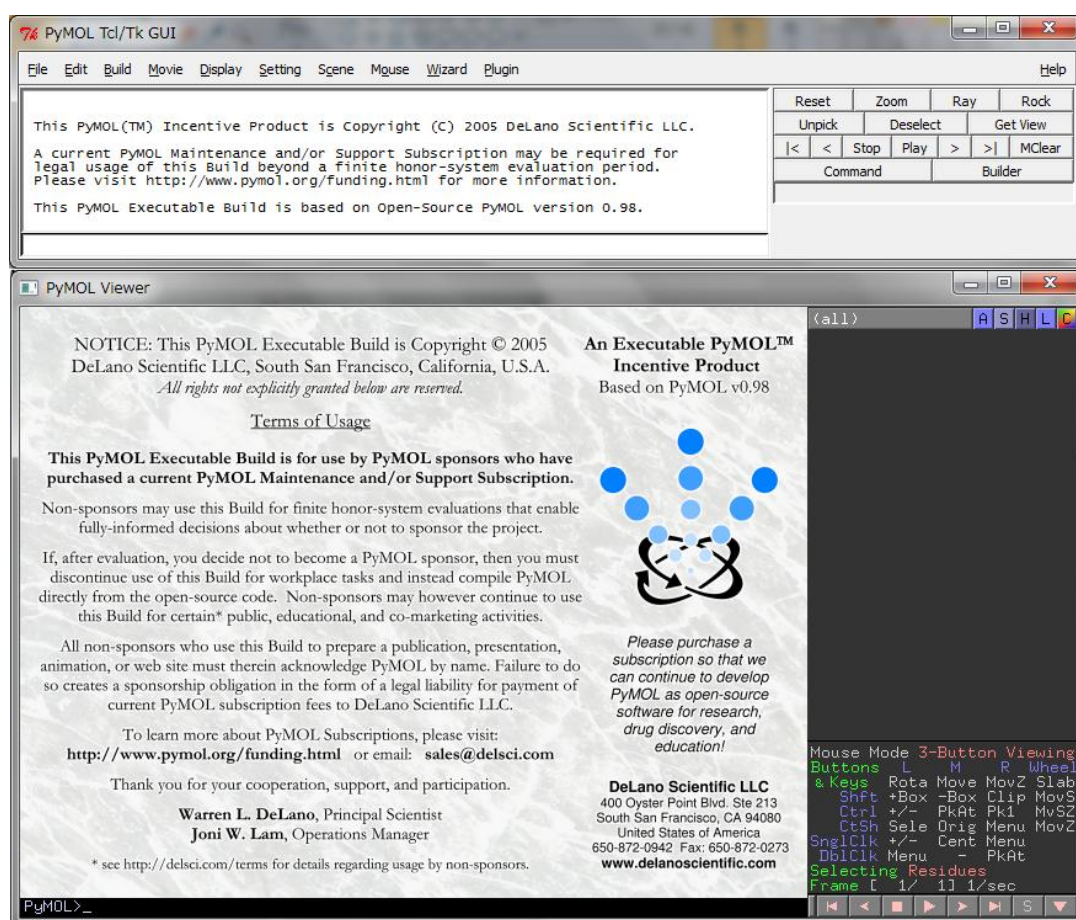 PyMOL Tcl/Tk GUI
File Edit Build Movie Display Setting Scene Mouse Wizard Plugin Help
This PyMOL(TM) Incentive Product is Copyright (C) 2005 DeLano Scientific LLC.
A current PyMOL Maintenance and/or Support Subscription may be required for
legal usage of this Build beyond a finite honor-system evaluation period.
Please visit http://www.pymol.org/funding.html for more information.
This PyMOL Executable Build is based on Open-Source PyMOL version 0.98.
Reset Zoom Ray Rock
Unpick Deselect Get View
|< < Stop Play > >| MClear
Command Builder
PyMOL Viewer
NOTICE: This PyMOL Executable Build is Copyright © 2005
DeLano Scientific LLC, South San Francisco, California, U.S.A.
All rights not explicitly granted below are reserved.
Terms of Usage
This PyMOL Executable Build is for use by PyMOL sponsors who have
purchased a current PyMOL Maintenance and/or Support Subscription.
Non-sponsors may use this Build for finite honor-system evaluations that enable
fully-informed decisions about whether or not to sponsor the project.
If, after evaluation, you decide not to become a PyMOL sponsor, then you must
discontinue use of this Build for workplace tasks and instead compile PyMOL
directly from the open-source code. Non-sponsors may however continue to use
this Build for certain* public, educational, and co-marketing activities.
All non-sponsors who use this Build to prepare a publication, presentation,
animation, or web site must therein acknowledge PyMOL by name. Failure to do
so creates a sponsorship obligation in the form of a legal liability for payment of
current PyMOL subscription fees to DeLano Scientific LLC.
To learn more about PyMOL Subscriptions, please visit:
http://www.pymol.org/funding.html or email: sales@delsci.com
Thank you for your cooperation, support, and participation.
Warren L. DeLano, Principal Scientist
Joni W. Lam, Operations Manager
* see http://delsci.com/terms for details regarding usage by non-sponsors.
An Executable PyMOL™
Incentive Product
Based on PyMOL v0.98
Please purchase a
subscription so that we
can continue to develop
PyMOL as open-source
software for research,
drug discovery, and
education!
DeLano Scientific LLC
400 Oyster Point Blvd. Ste 213
South San Francisco, CA 94080
United States of America
650-872-0942 Fax: 650-872-0273
www.delanoscientific.com
(all) A S H L C
Mouse Mode 3-Button Viewing
Buttons L M R Wheel
& Keys Rota Move MovZ Slab
Shft +Box -Box Clip MovS
Ctrl +/- PkAt Pk1 MvSZ
CtSh Sele Orig Menu MovZ
SnglClk +/- Cent Menu
DblClk Menu - PkAt
Selecting Residues
Frame [ 1/ 1] 1/sec
S
PyMOL>_